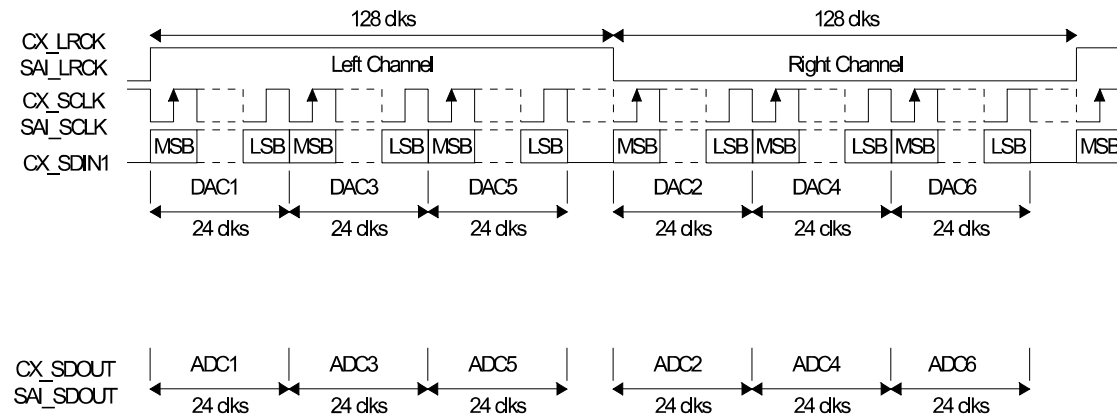 128 clks 128 clks
CX_LRCK
SAI_LRCK Left Channel Right Channel
CX_SCLK
SAI_SCLK
CX_SDIN1 MSB LSB MSB LSB MSB LSB MSB LSB MSB LSB MSB LSB MSB
DAC1 DAC3 DAC5 DAC2 DAC4 DAC6
24 clks 24 clks 24 clks 24 clks 24 clks 24 clks
CX_SDOUT ADC1 ADC3 ADC5 ADC2 ADC4 ADC6
SAI_SDOUT 24 clks 24 clks 24 clks 24 clks 24 clks 24 clks